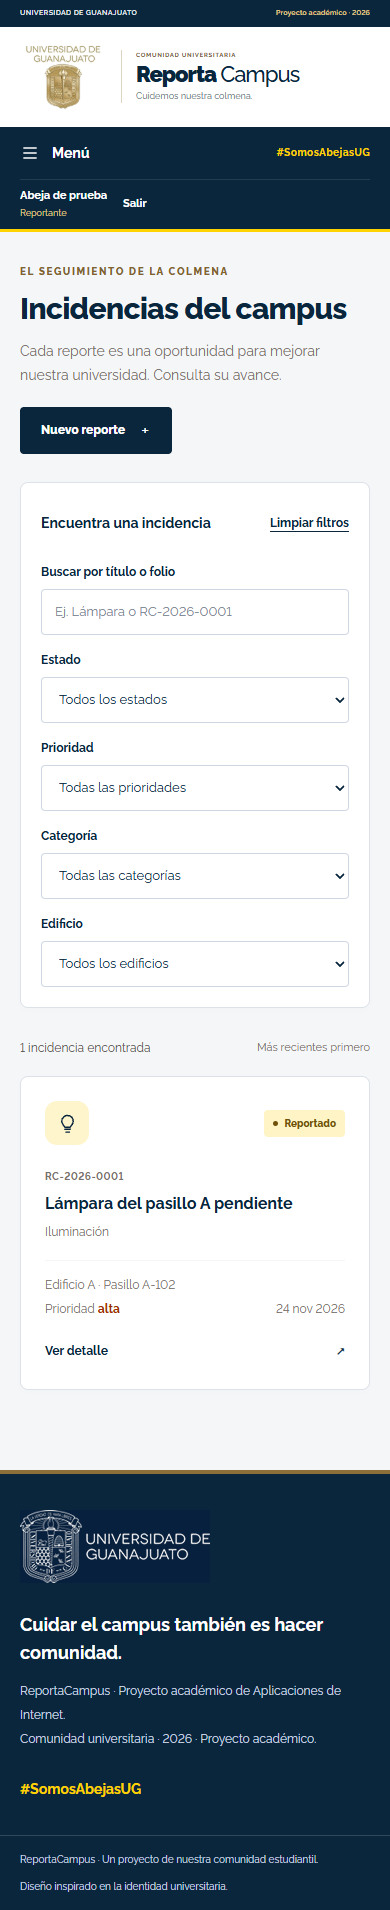 UNIVERSIDAD DE GUANAJUATO
Proyecto académico · 2026
UNIVERSIDAD DE
GUANAJUATO
COMUNIDAD UNIVERSITARIA
Reporta Campus
Cuidemos nuestra colmena.
Menú
#SomosAbejasUG
Abeja de prueba
Reportante
Salir
EL SEGUIMIENTO DE LA COLMENA
Incidencias del campus
Cada reporte es una oportunidad para mejorar
nuestra universidad. Consulta su avance.
Nuevo reporte +
Encuentra una incidencia
Limpiar filtros
Buscar por título o folio
Ej. Lámpara o RC-2026-0001
Estado
Todos los estados
Prioridad
Todas las prioridades
Categoría
Todas las categorías
Edificio
Todos los edificios
1 incidencia encontrada
Más recientes primero
Reportado
RC-2026-0001
Lámpara del pasillo A pendiente
Iluminación
Edificio A · Pasillo A-102
Prioridad alta
24 nov 2026
Ver detalle ↗
UNIVERSIDAD DE
GUANAJUATO
Cuidar el campus también es hacer
comunidad.
ReportaCampus · Proyecto académico de Aplicaciones de
Internet.
Comunidad universitaria · 2026 · Proyecto académico.
#SomosAbejasUG
ReportaCampus · Un proyecto de nuestra comunidad estudiantil.
Diseño inspirado en la identidad universitaria.